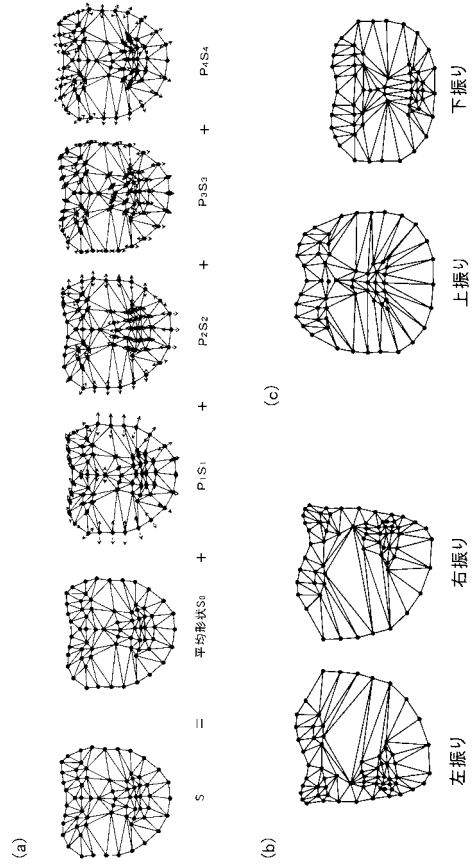 (a)
S = 平均形状S0 + P1S1 + P2S2 + P3S3 + P4S4
(b)
左振り 右振り
(c)
上振り 下振り